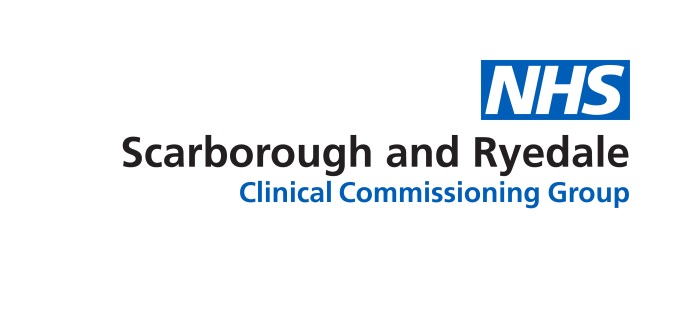 NHS
Scarborough and Ryedale
Clinical Commissioning Group